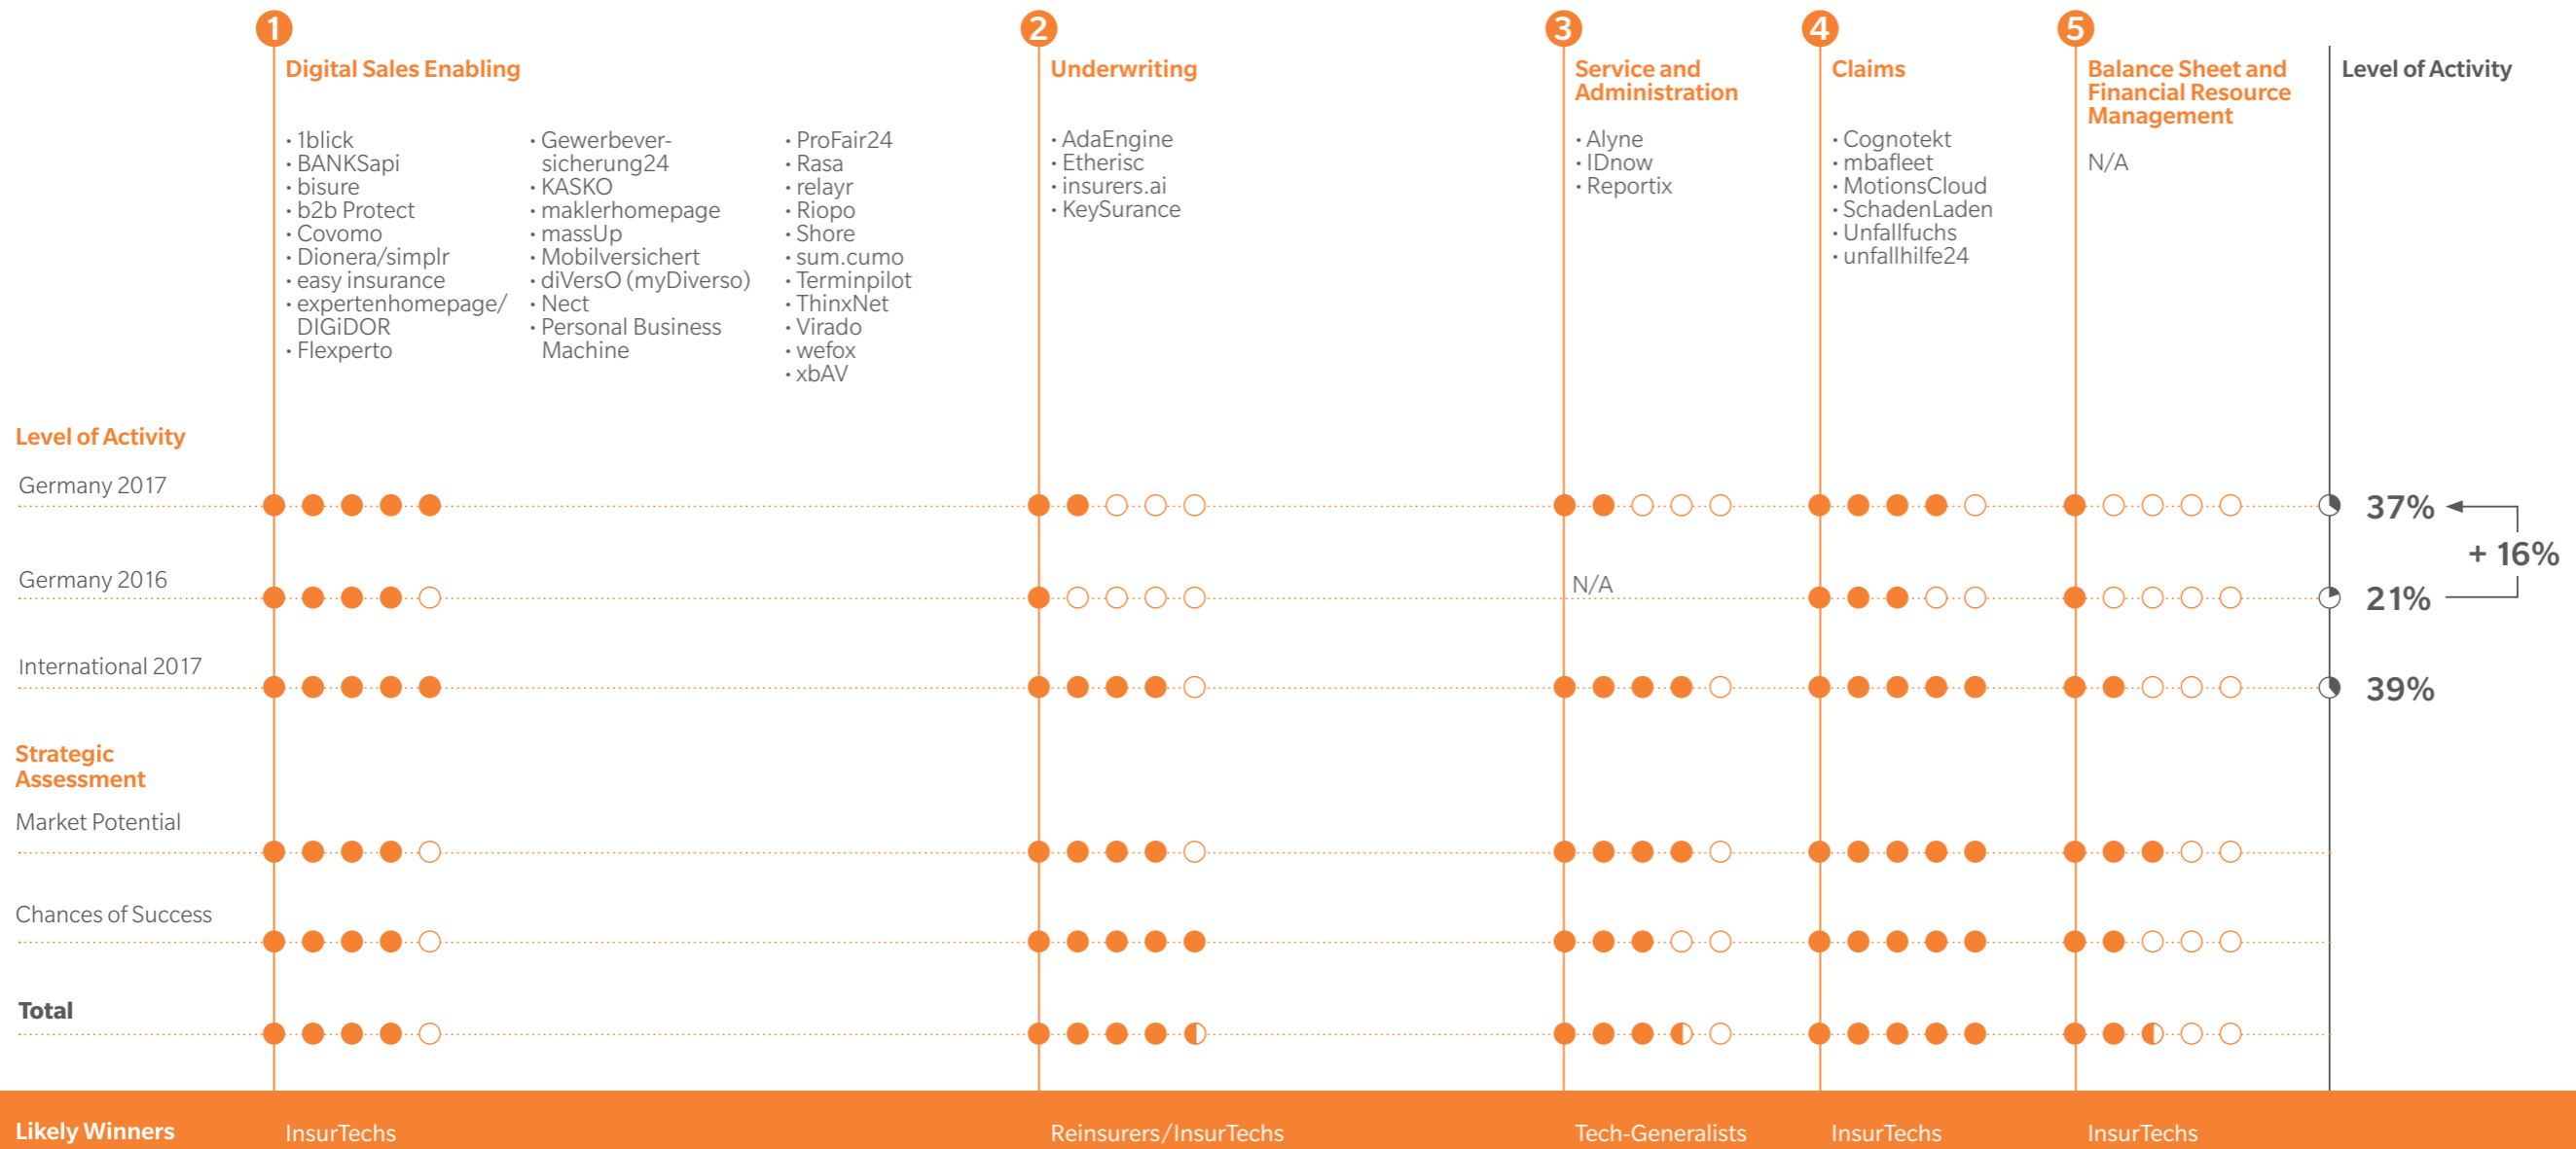 1
Digital Sales Enabling
• 1blick
• BANKSapi
• bisure
• b2b Protect
• Covomo
• Dionera/simplr
• easy insurance
• expertenhomepage/
DIGiDOR
• Flexperto
• Gewerbever-
sicherung24
• KASKO
• maklerhomepage
• massUp
• Mobilversichert
• diVersO (myDiverso)
• Nect
• Personal Business
Machine
• ProFair24
• Rasa
• relayr
• Riopo
• Shore
• sum.cumo
• Terminpilot
• ThinxNet
• Virado
• wefox
• xbAV
2
Underwriting
• AdaEngine
• Etherisc
• insurers.ai
• KeySurance
3
Service and
Administration
• Alyne
• IDnow
• Reportix
4
Claims
• Cognotekt
• mbafleet
• MotionsCloud
• SchadenLaden
• Unfallfuchs
• unfallhilfe24
5
Balance Sheet and
Financial Resource
Management
N/A
Level of Activity
Level of Activity
Germany 2017
37%
+ 16%
Germany 2016
N/A
21%
International 2017
39%
Strategic
Assessment
Market Potential
Chances of Success
Total
Likely Winners
InsurTechs
Reinsurers/InsurTechs
Tech-Generalists
InsurTechs
InsurTechs